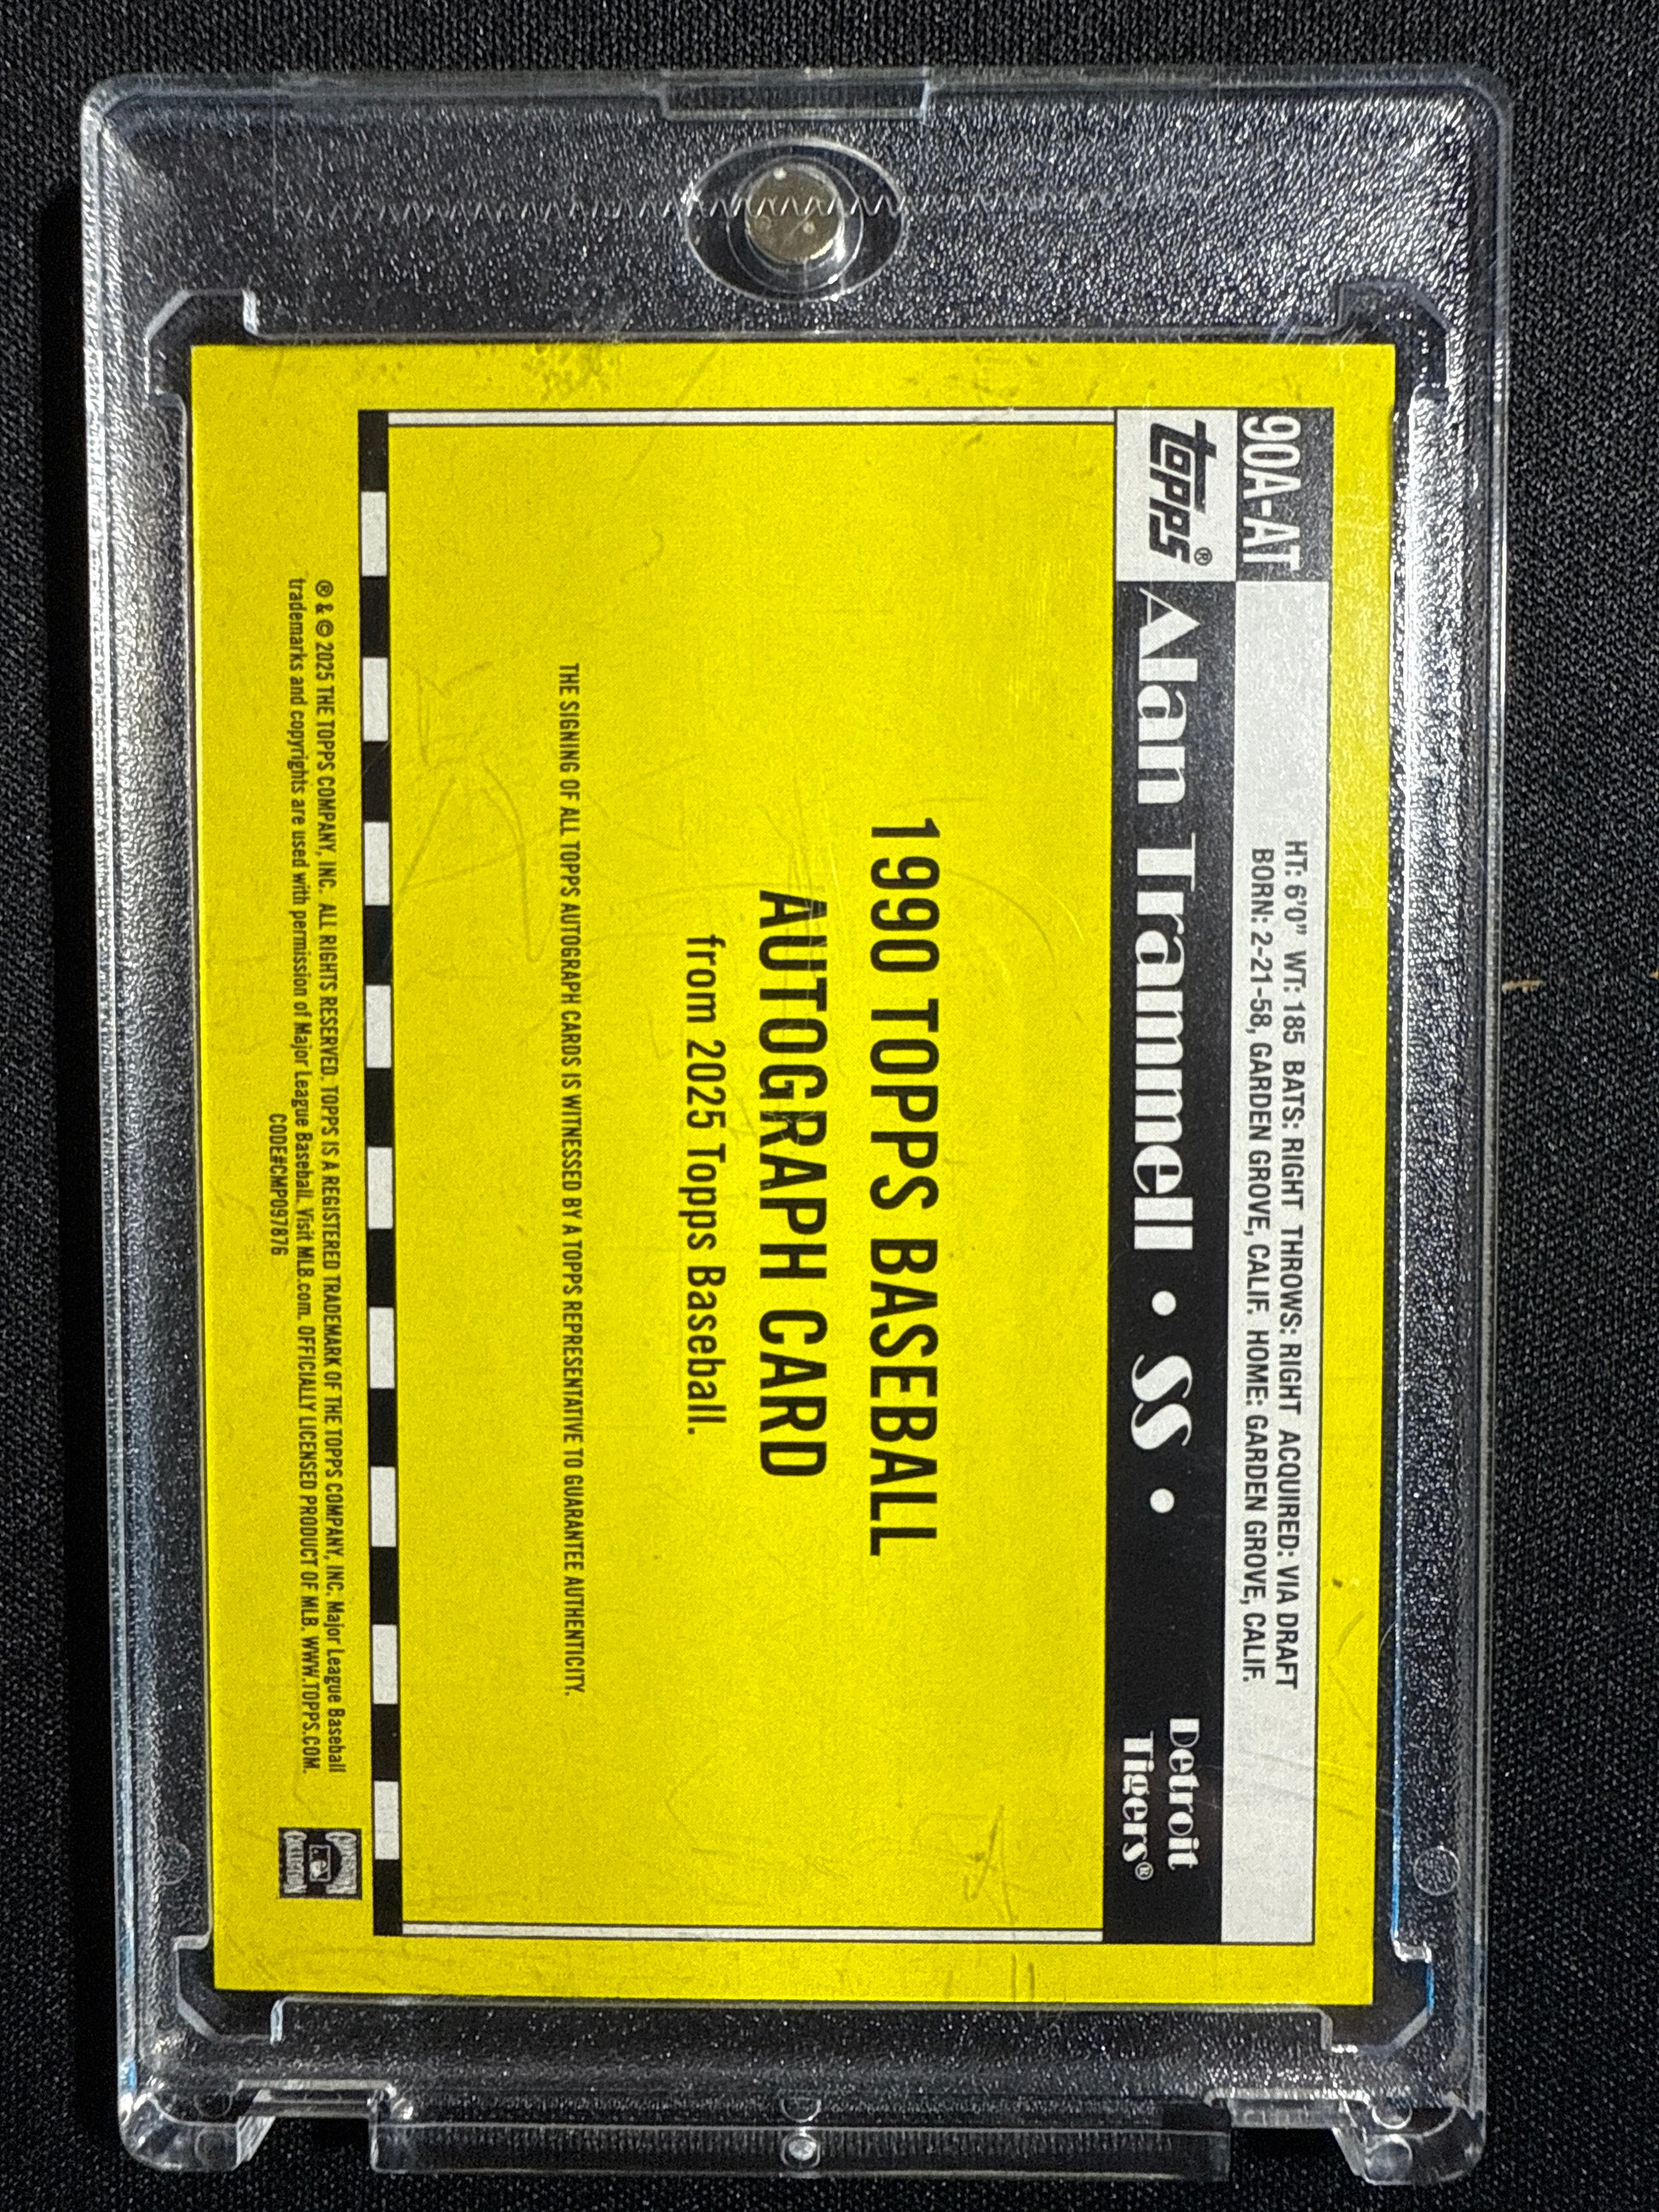 90A-AT
HT: 6'0" WT: 185 BATS: RIGHT THROWS: RIGHT ACQUIRED: VIA DRAFT
BORN: 2-21-58, GARDEN GROVE, CALIF. HOME: GARDEN GROVE, CALIF.
topps®
Alan Trammell • SS •
Detroit
Tigers®
1990 TOPPS BASEBALL
AUTOGRAPH CARD
from 2025 Topps Baseball.
THE SIGNING OF ALL TOPPS AUTOGRAPH CARDS IS WITNESSED BY A TOPPS REPRESENTATIVE TO GUARANTEE AUTHENTICITY.
® & © 2025 THE TOPPS COMPANY, INC. ALL RIGHTS RESERVED. TOPPS IS A REGISTERED TRADEMARK OF THE TOPPS COMPANY, INC. Major League Baseball
trademarks and copyrights are used with permission of Major League Baseball. Visit MLB.com. OFFICIALLY LICENSED PRODUCT OF MLB. WWW.TOPPS.COM.
CODE#CMP097876